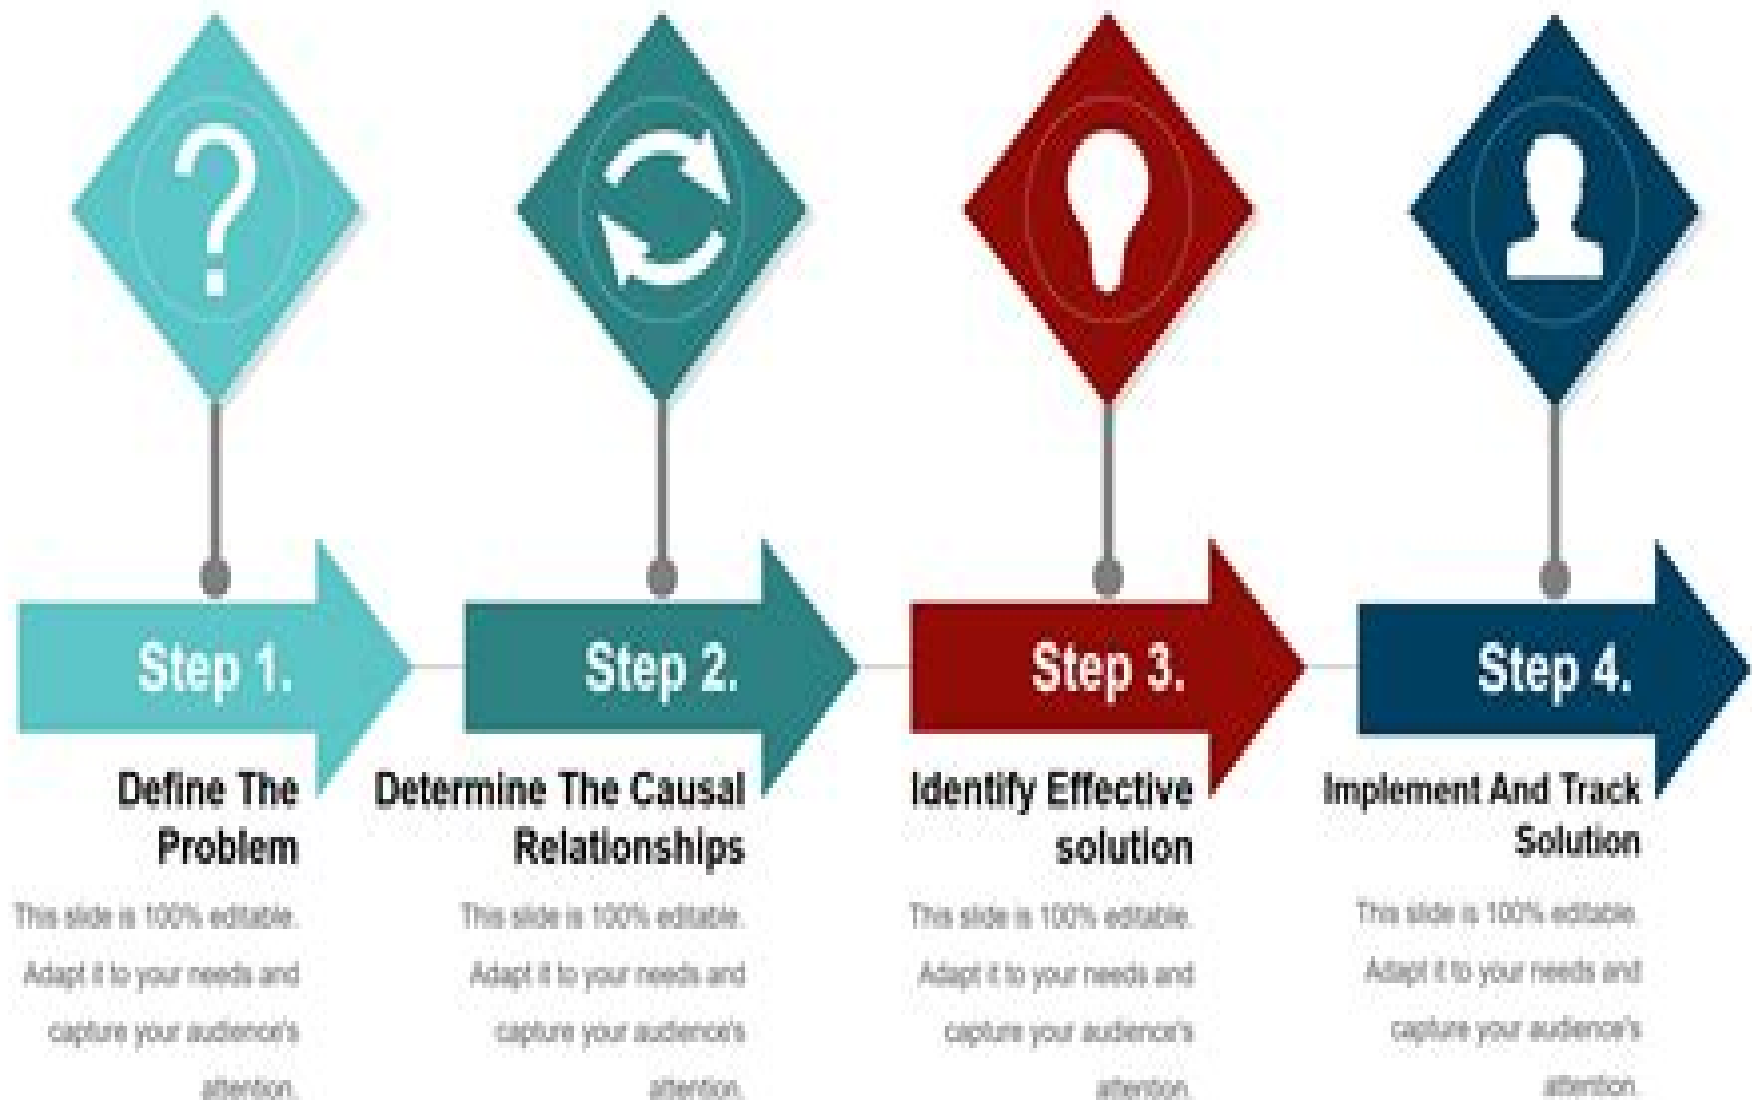 Step 1.
Define The
Problem
This slide is 100% editable.
Adapt it to your needs and
capture your audience's
attention.
Step 2.
Determine The Causal
Relationships
This slide is 100% editable.
Adapt it to your needs and
capture your audience's
attention.
Step 3.
Identify Effective
solution
This slide is 100% editable.
Adapt it to your needs and
capture your audience's
attention.
Step 4.
Implement And Track
Solution
This slide is 100% editable.
Adapt it to your needs and
capture your audience's
attention.